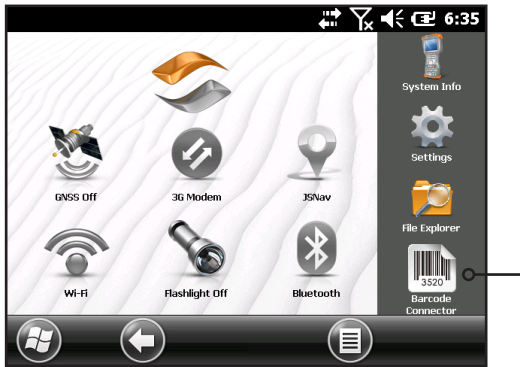 6:35
System Info
Settings
GNSS Off
3G Modem
JSNav
File Explorer
3520
Wi-Fi
Flashlight Off
Bluetooth
Barcode
Connector